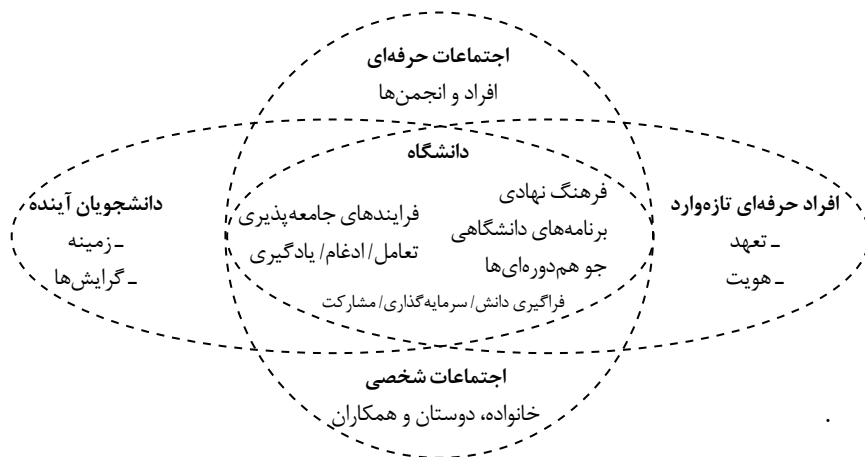 اجتماعات حرفه‌ای
افراد و انجمن‌ها
دانشگاه
افراد حرفه‌ای تازه‌وارد
ـ تعهد
ـ هویت
فرهنگ نهادی
برنامه‌های دانشگاهی
جو هم‌دوره‌ای‌ها
فرایندهای جامعه‌پذیری
تعامل/ ادغام/ یادگیری
فراگیری دانش/ سرمایه‌گذاری/ مشارکت
دانشجویان آینده
ـ زمینه
ـ گرایش‌ها
اجتماعات شخصی
خانواده، دوستان و همکاران
.